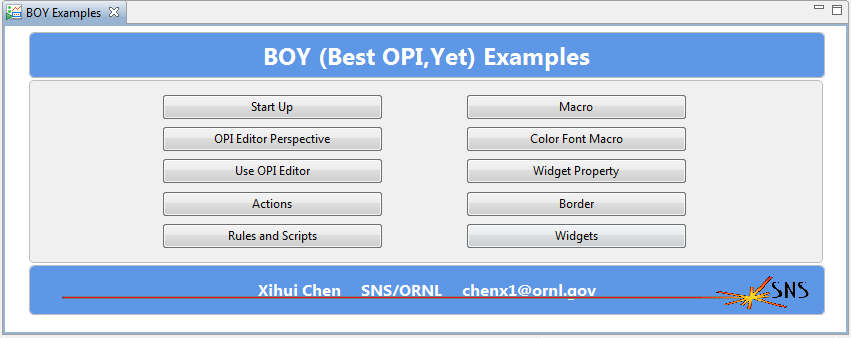 BOY Examples
BOY (Best OPI,Yet) Examples
Start Up
Macro
OPI Editor Perspective
Color Font Macro
Use OPI Editor
Widget Property
Actions
Border
Rules and Scripts
Widgets
Xihui Chen SNS/ORNL chenx1@ornl.gov
SNS